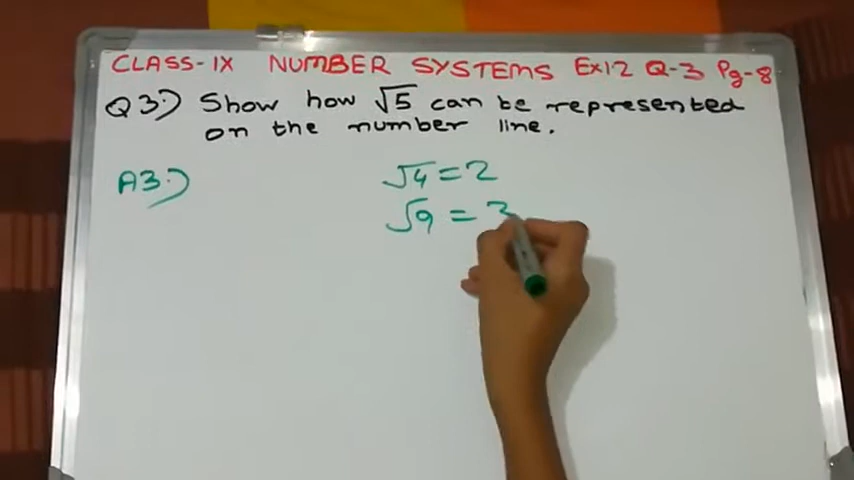 CLASS-IX NUMBER SYSTEMS Ex1.2 Q-3 Pg-8
Q3.) Show how √5 can be represented
on the number line.
A3.)
√4 = 2
√9 = 3